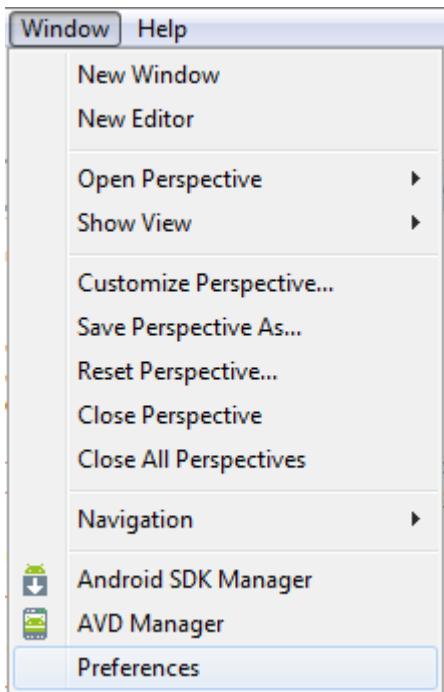 Window Help
New Window
New Editor
Open Perspective
Show View
Customize Perspective...
Save Perspective As...
Reset Perspective...
Close Perspective
Close All Perspectives
Navigation
Android SDK Manager
AVD Manager
Preferences